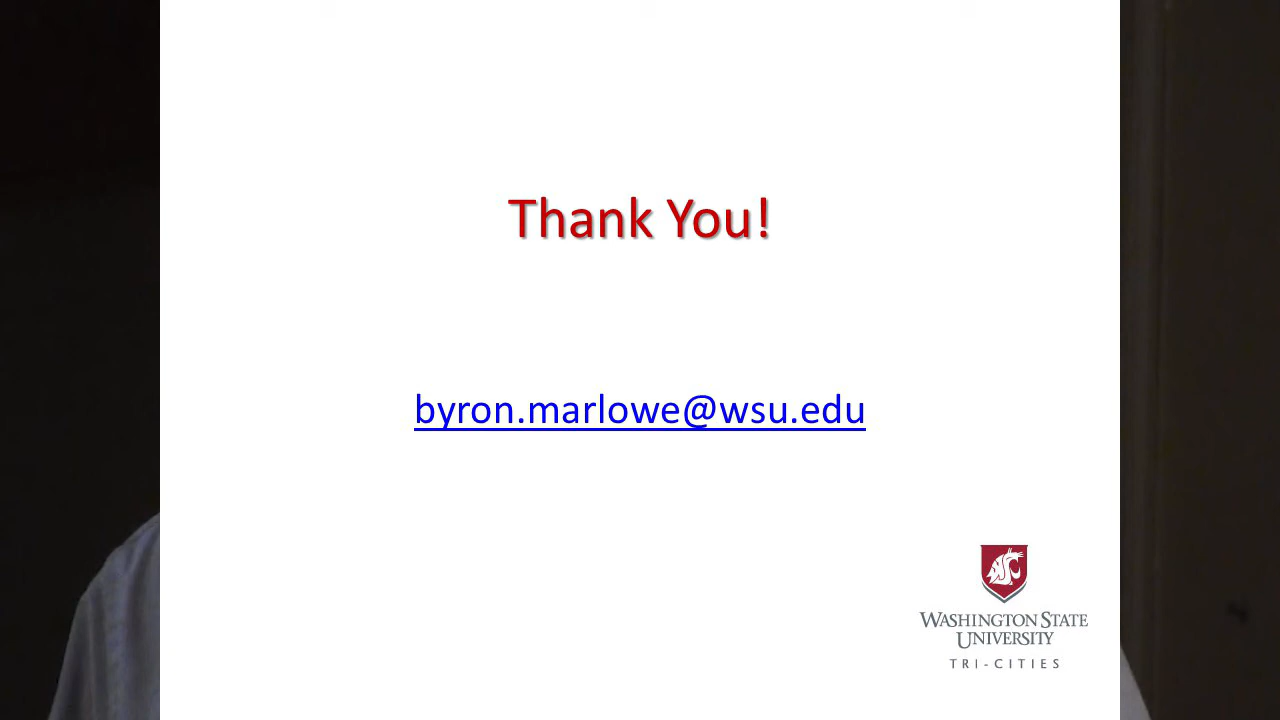 Thank You!
byron.marlowe@wsu.edu
WASHINGTON STATE
UNIVERSITY
TRI-CITIES